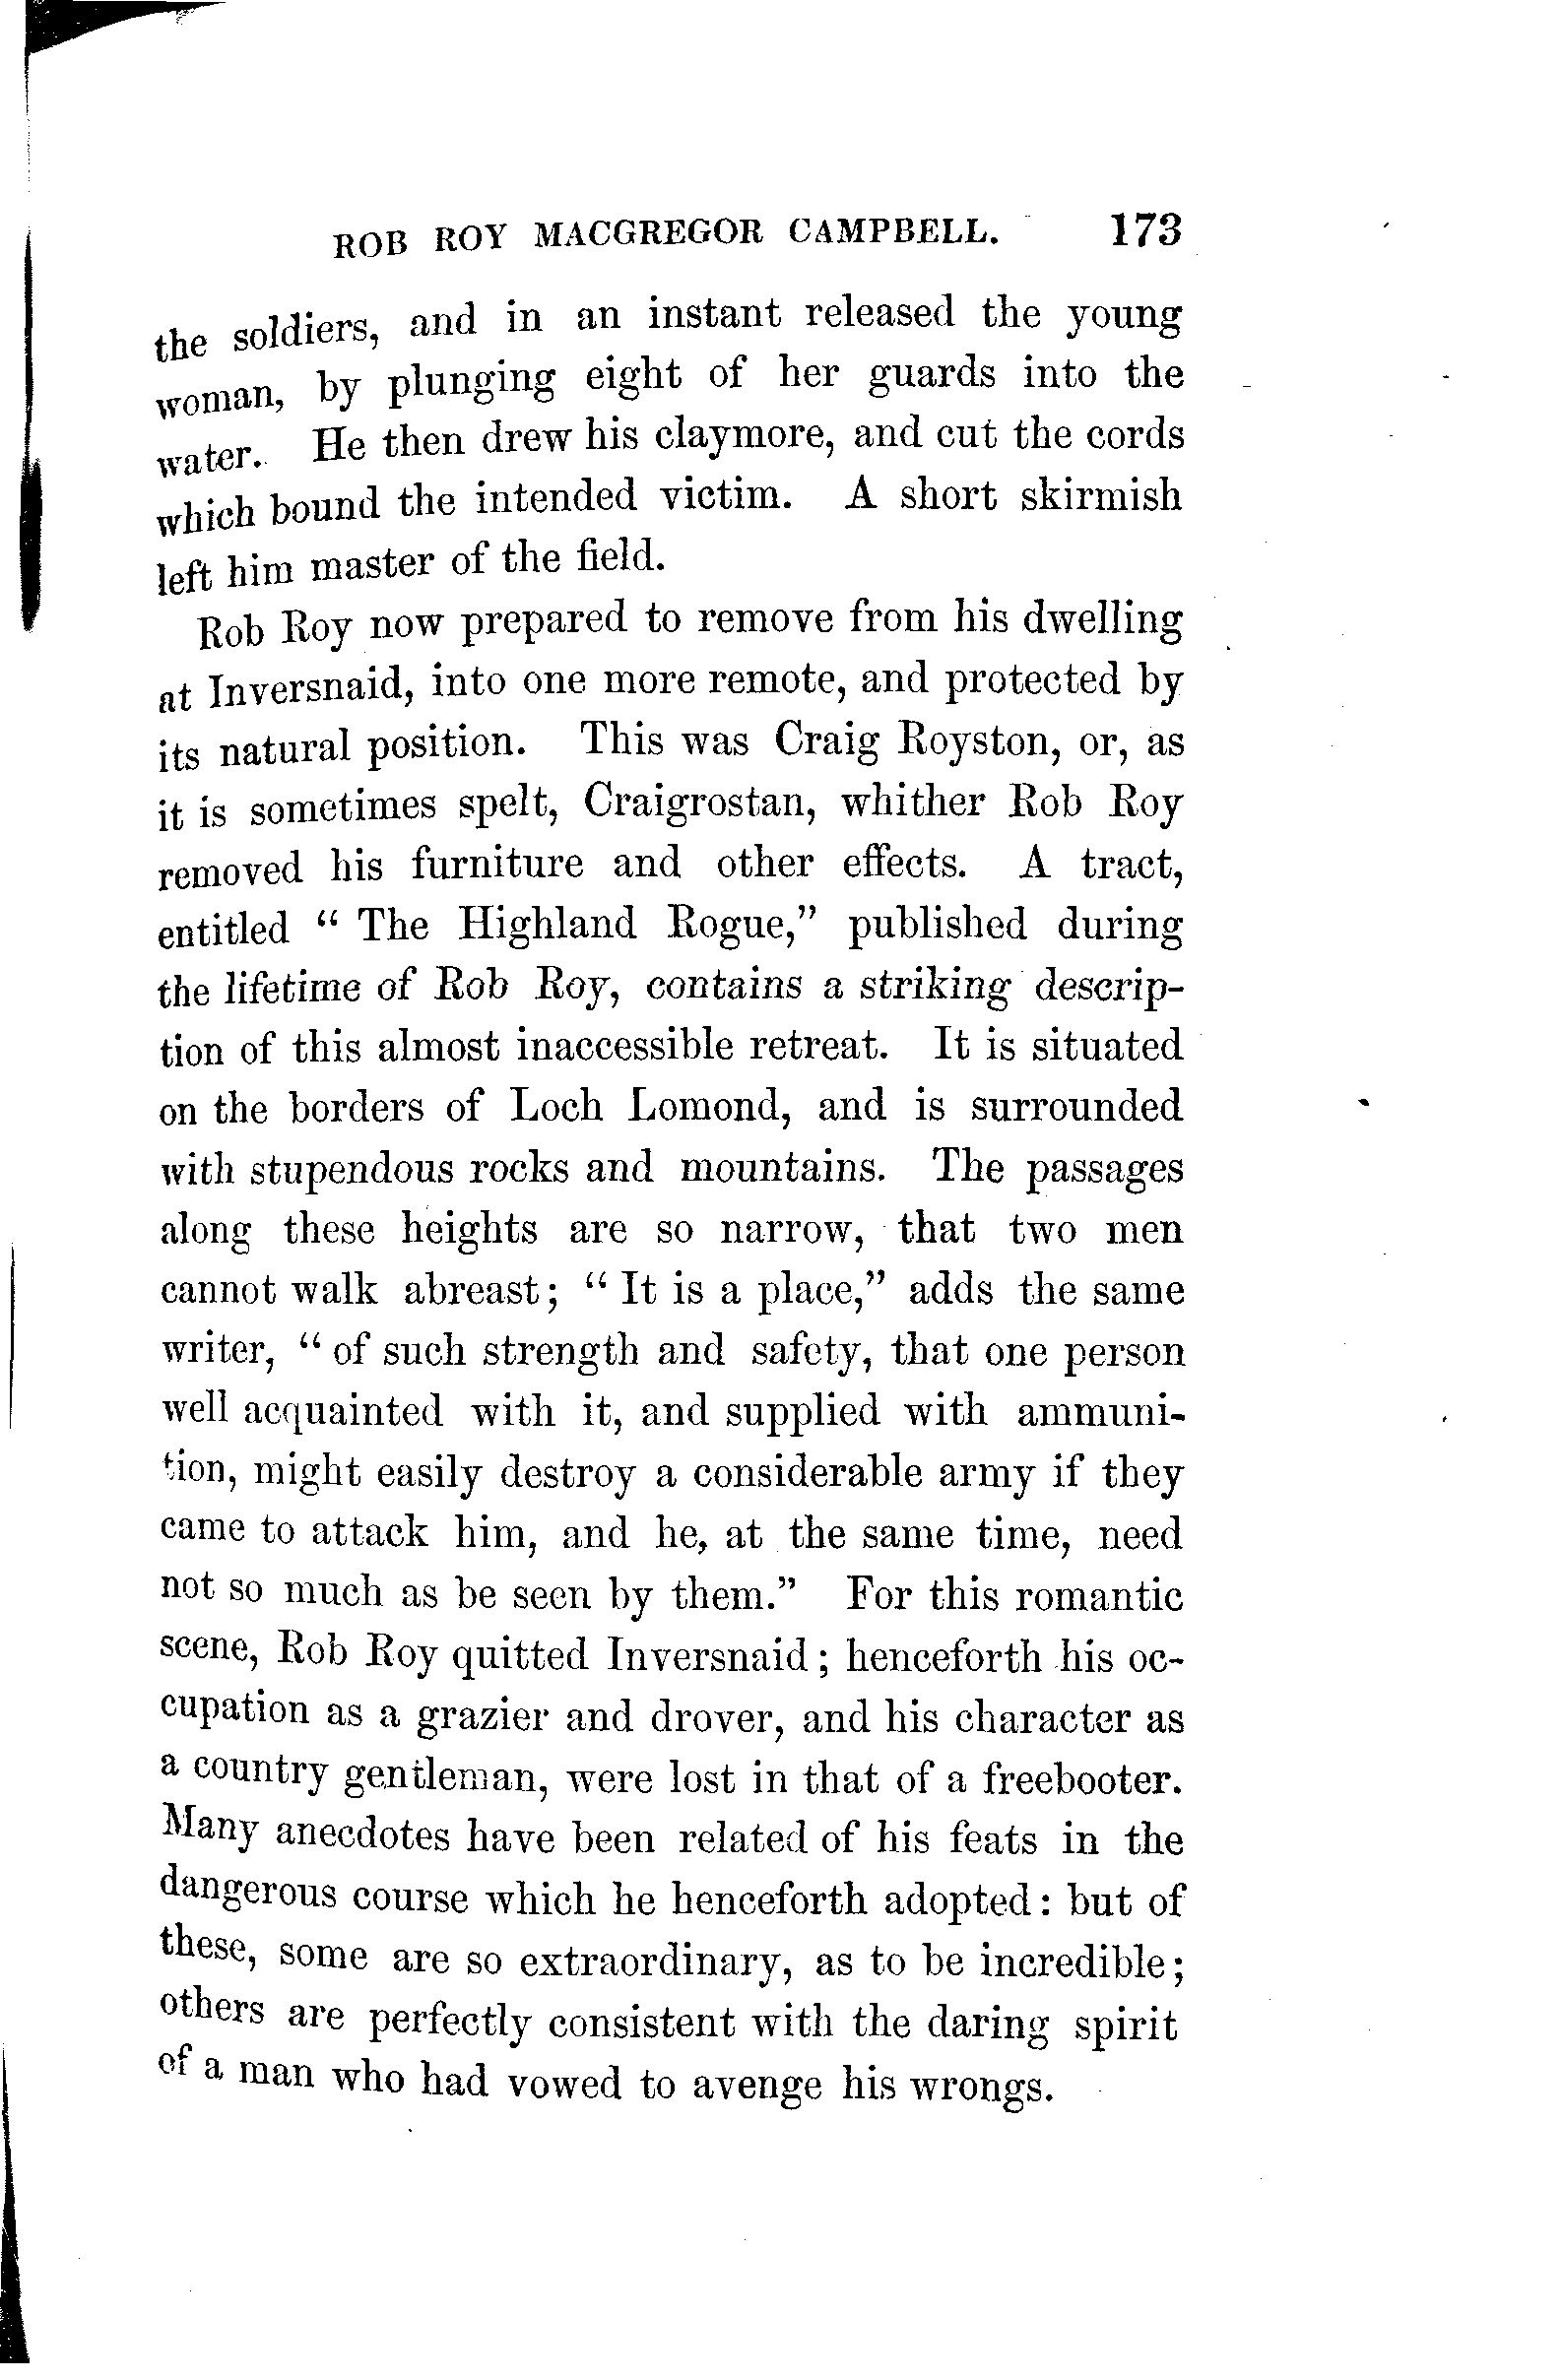 ROB ROY MACGREGOR CAMPBELL. 173
the soldiers, and in an instant released the young
woman, by plunging eight of her guards into the
water. He then drew his claymore, and cut the cords
which bound the intended victim. A short skirmish
left him master of the field.
Rob Roy now prepared to remove from his dwelling
at Inversnaid, into one more remote, and protected by
its natural position. This was Craig Royston, or, as
it is sometimes spelt, Craigrostan, whither Rob Roy
removed his furniture and other effects. A tract,
entitled “ The Highland Rogue,” published during
the lifetime of Rob Roy, contains a striking descrip-
tion of this almost inaccessible retreat. It is situated
on the borders of Loch Lomond, and is surrounded
with stupendous rocks and mountains. The passages
along these heights are so narrow, that two men
cannot walk abreast; “ It is a place,” adds the same
writer, “ of such strength and safety, that one person
well acquainted with it, and supplied with ammuni-
tion, might easily destroy a considerable army if they
came to attack him, and he, at the same time, need
not so much as be seen by them.” For this romantic
scene, Rob Roy quitted Inversnaid; henceforth his oc-
cupation as a grazier and drover, and his character as
a country gentleman, were lost in that of a freebooter.
Many anecdotes have been related of his feats in the
dangerous course which he henceforth adopted: but of
these, some are so extraordinary, as to be incredible;
others are perfectly consistent with the daring spirit
of a man who had vowed to avenge his wrongs.